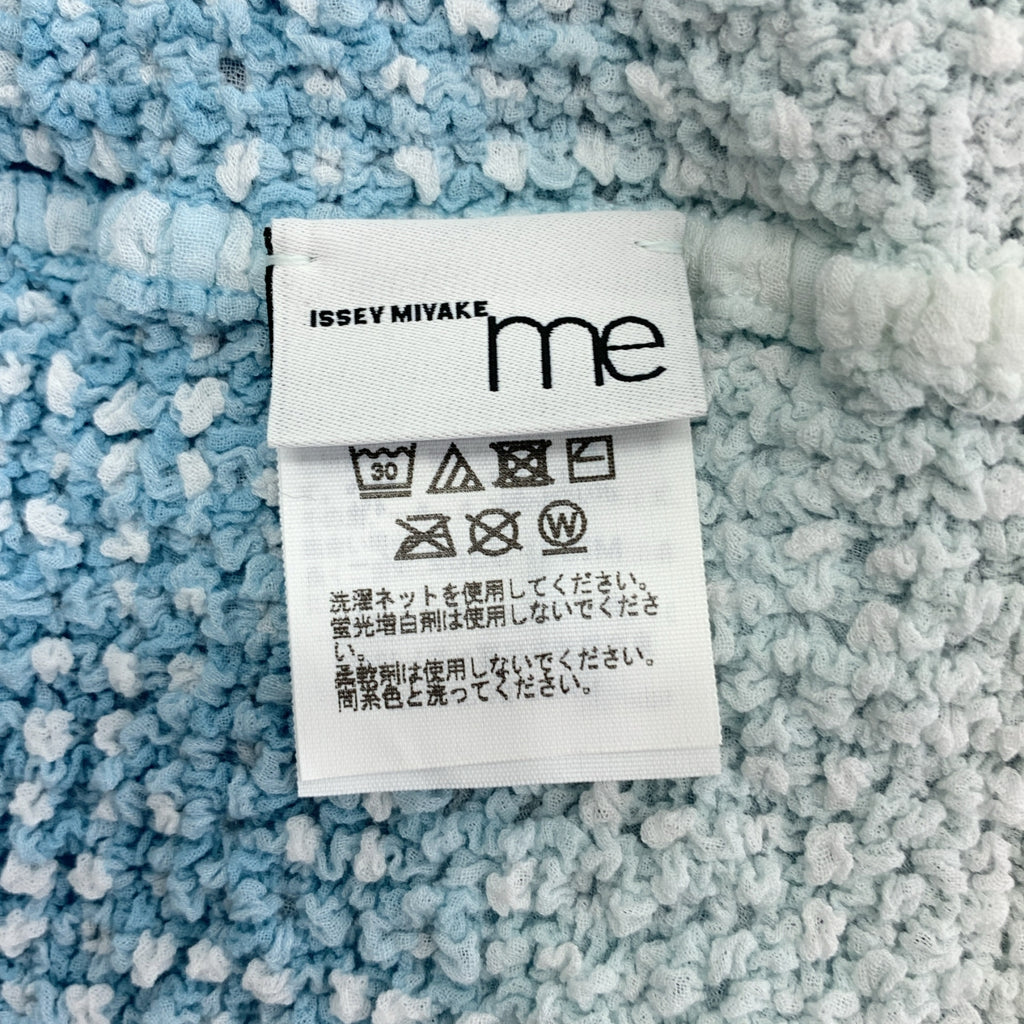 ISSEY MIYAKE me
30
W
洗濯ネットを使用してください。
蛍光増白剤は使用しないでくださ
い。
柔軟剤は使用しないでください。
同系色と洗ってください。